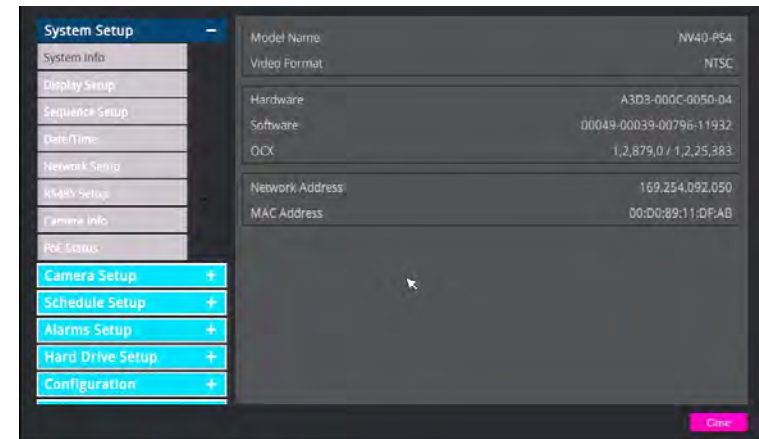 System Setup −
System Info
Display Setup
Sequence Setup
Date/Time
Network Setup
RS485 Setup
Camera Info
PoE Status
Camera Setup +
Schedule Setup +
Alarms Setup +
Hard Drive Setup +
Configuration +
Model Name NV40-PS4
Video Format NTSC
Hardware A3D3-000C-0050-04
Software 00049-00039-00796-11932
OCX 1,2,879,0 / 1,2,25,383
Network Address 169.254.092.050
MAC Address 00:D0:89:11:DF:AB
Close